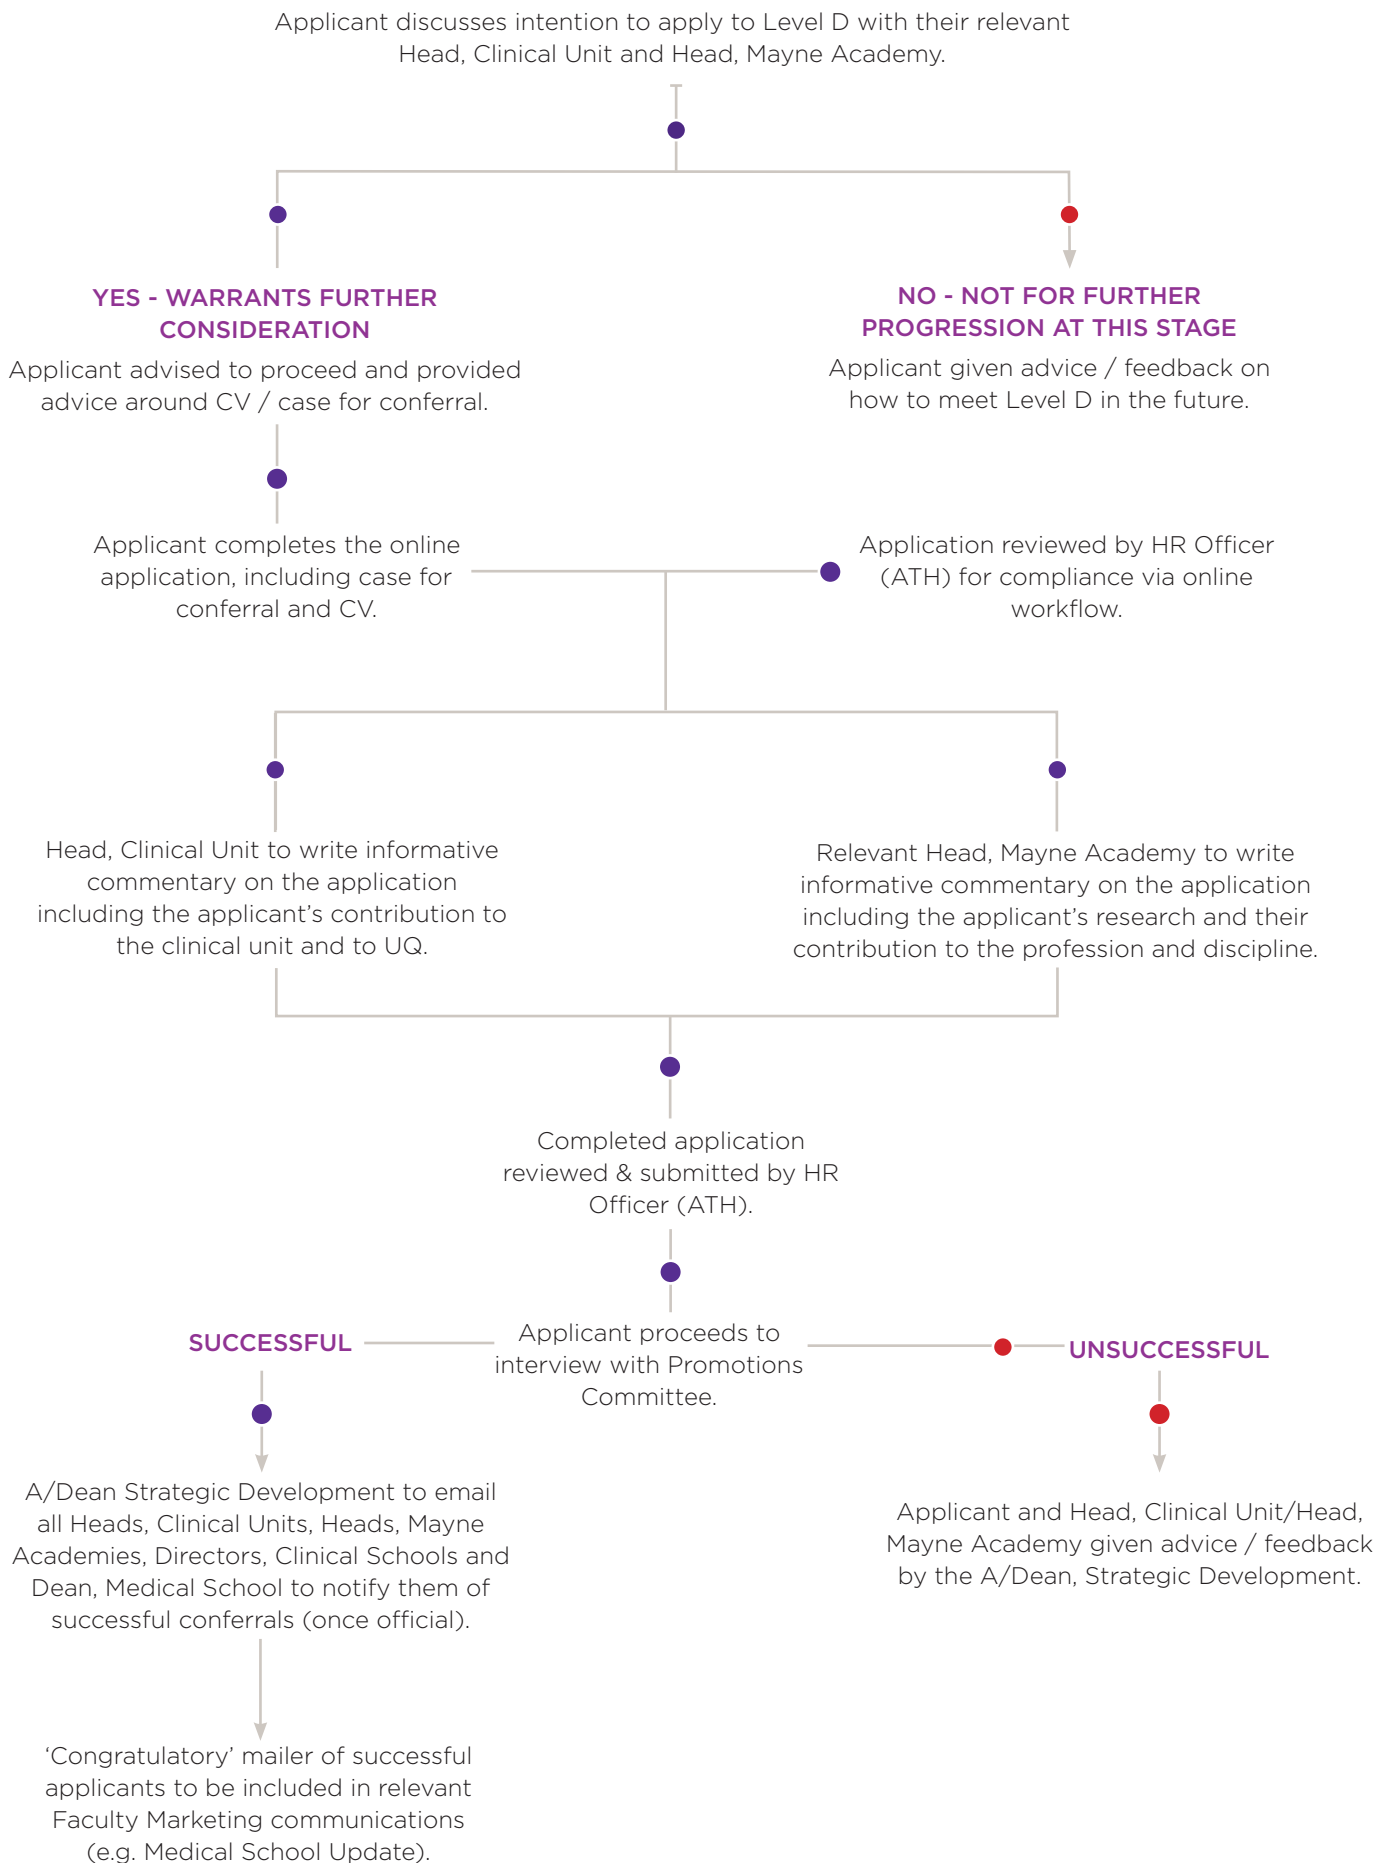 Applicant discusses intention to apply to Level D with their relevant
Head, Clinical Unit and Head, Mayne Academy.
YES - WARRANTS FURTHER
CONSIDERATION
Applicant advised to proceed and provided
advice around CV / case for conferral.
NO - NOT FOR FURTHER
PROGRESSION AT THIS STAGE
Applicant given advice / feedback on
how to meet Level D in the future.
Applicant completes the online
application, including case for
conferral and CV.
Application reviewed by HR Officer
(ATH) for compliance via online
workflow.
Head, Clinical Unit to write informative
commentary on the application
including the applicant’s contribution to
the clinical unit and to UQ.
Relevant Head, Mayne Academy to write
informative commentary on the application
including the applicant’s research and their
contribution to the profession and discipline.
Completed application
reviewed & submitted by HR
Officer (ATH).
Applicant proceeds to
interview with Promotions
Committee.
SUCCESSFUL
UNSUCCESSFUL
A/Dean Strategic Development to email
all Heads, Clinical Units, Heads, Mayne
Academies, Directors, Clinical Schools and
Dean, Medical School to notify them of
successful conferrals (once official).
Applicant and Head, Clinical Unit/Head,
Mayne Academy given advice / feedback
by the A/Dean, Strategic Development.
‘Congratulatory’ mailer of successful
applicants to be included in relevant
Faculty Marketing communications
(e.g. Medical School Update).